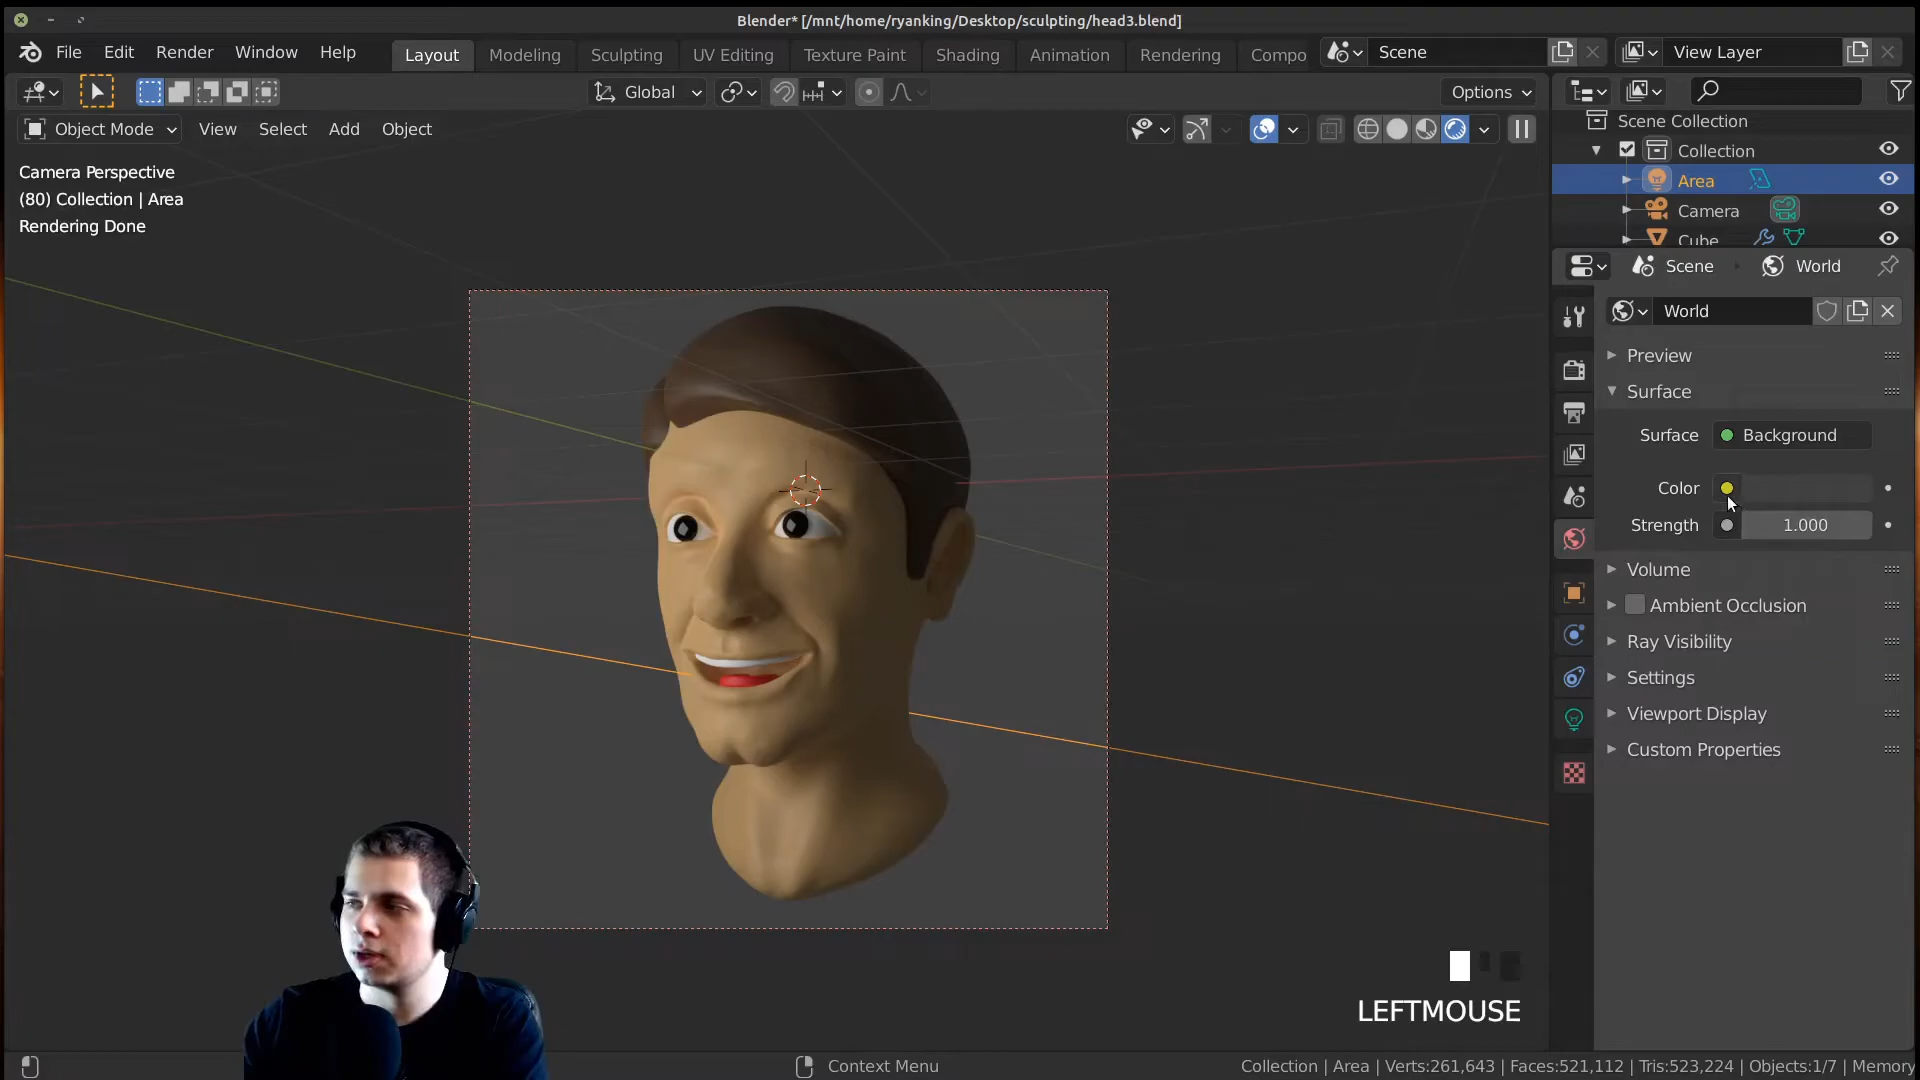 Blender* [/mnt/home/ryanking/Desktop/sculpting/head3.blend]
File Edit Render Window Help Layout Modeling Sculpting UV Editing Texture Paint Shading Animation Rendering Compo Scene View Layer
Global Options
Object Mode View Select Add Object
Camera Perspective
(80) Collection | Area
Rendering Done
Scene Collection
Collection
Area
Camera
Cube
Scene World
World
Preview
Surface
Surface Background
Color
Strength 1.000
Volume
Ambient Occlusion
Ray Visibility
Settings
Viewport Display
Custom Properties
LEFTMOUSE
Context Menu Collection | Area | Verts:261,643 | Faces:521,112 | Tris:523,224 | Objects:1/7 | Memory